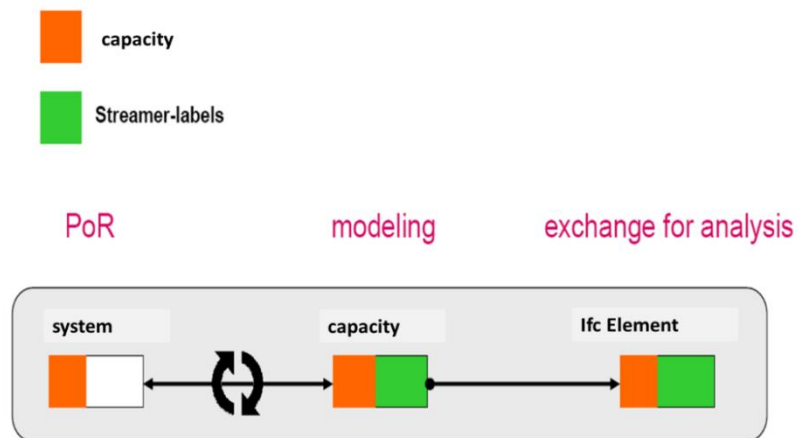 capacity
Streamer-labels
PoR modeling exchange for analysis
system capacity Ifc Element